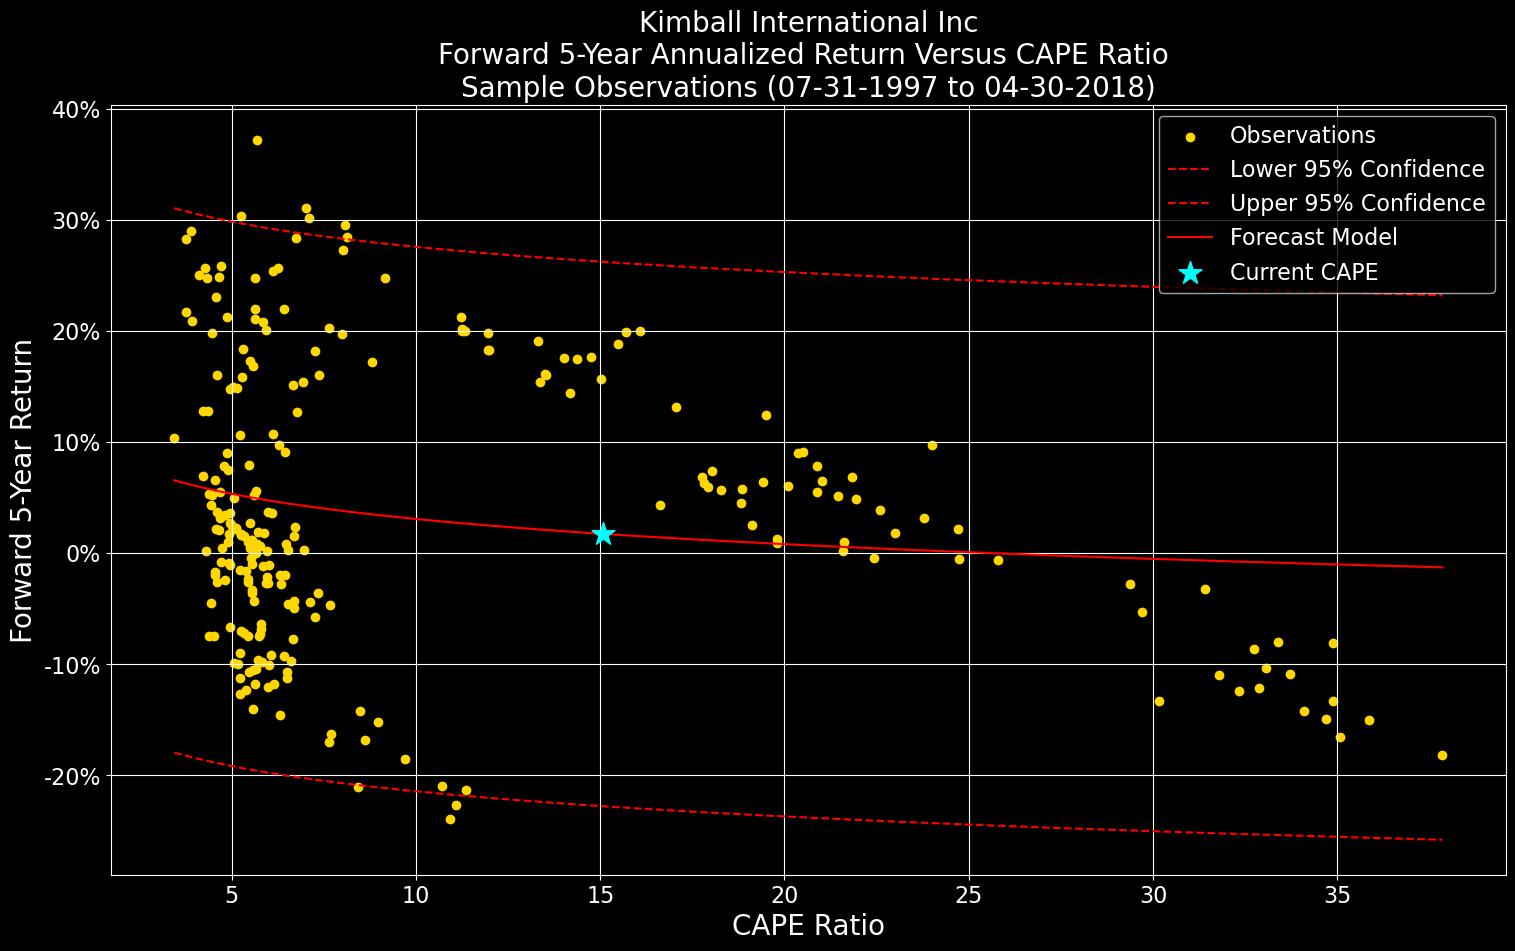 Kimball International Inc
Forward 5-Year Annualized Return Versus CAPE Ratio
Sample Observations (07-31-1997 to 04-30-2018)
Forward 5-Year Return
40%
30%
20%
10%
0%
-10%
-20%
Observations
Lower 95% Confidence
Upper 95% Confidence
Forecast Model
Current CAPE
5 10 15 20 25 30 35
CAPE Ratio